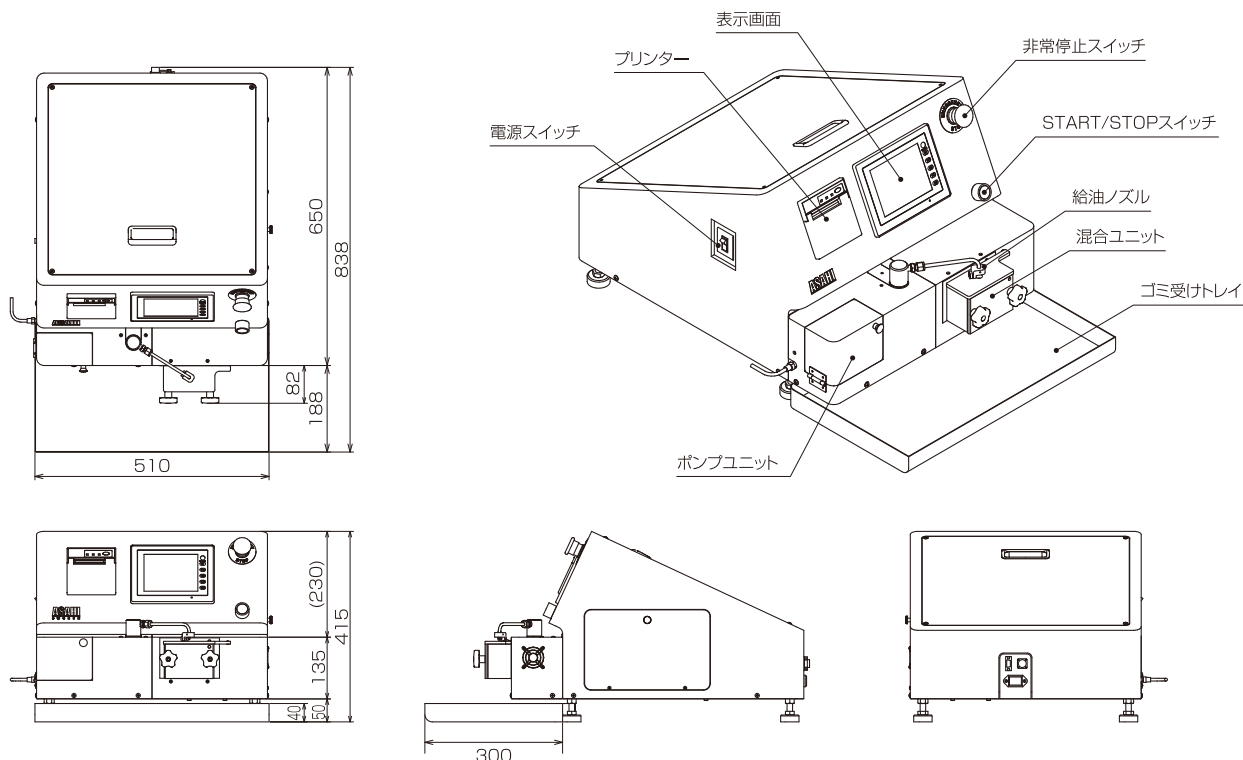 表示画面
プリンター
非常停止スイッチ
電源スイッチ
START/STOPスイッチ
給油ノズル
混合ユニット
ゴミ受けトレイ
ポンプユニット
ASAHI
650
838
82
188
510
ASAHI
ASAHI
(230)
415
135
40
50
300